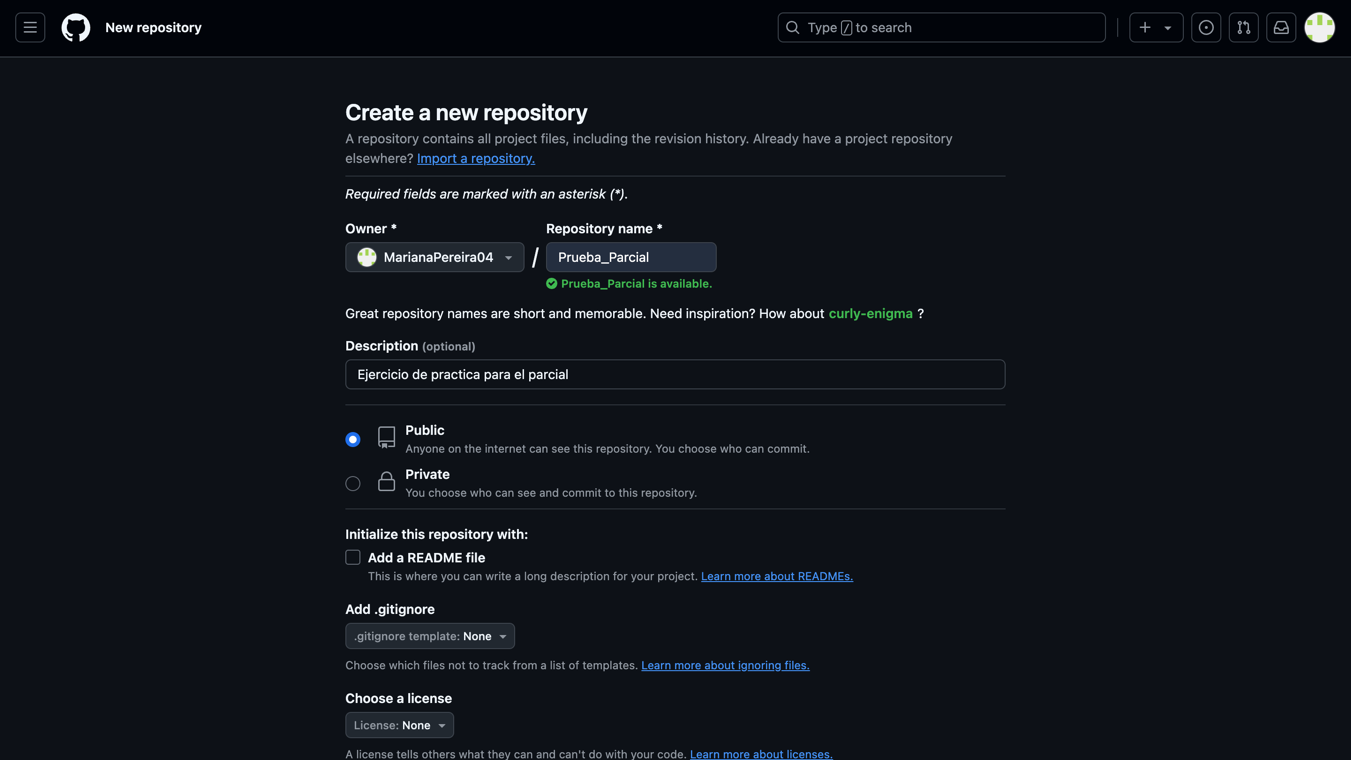 New repository
Type / to search
Create a new repository
A repository contains all project files, including the revision history. Already have a project repository
elsewhere? Import a repository.
Required fields are marked with an asterisk (*).
Owner * Repository name *
MarianaPereira04 / Prueba_Parcial
Prueba_Parcial is available.
Great repository names are short and memorable. Need inspiration? How about curly-enigma ?
Description (optional)
Ejercicio de practica para el parcial
Public
Anyone on the internet can see this repository. You choose who can commit.
Private
You choose who can see and commit to this repository.
Initialize this repository with:
Add a README file
This is where you can write a long description for your project. Learn more about READMEs.
Add .gitignore
.gitignore template: None
Choose which files not to track from a list of templates. Learn more about ignoring files.
Choose a license
License: None
A license tells others what they can and can't do with your code. Learn more about licenses.